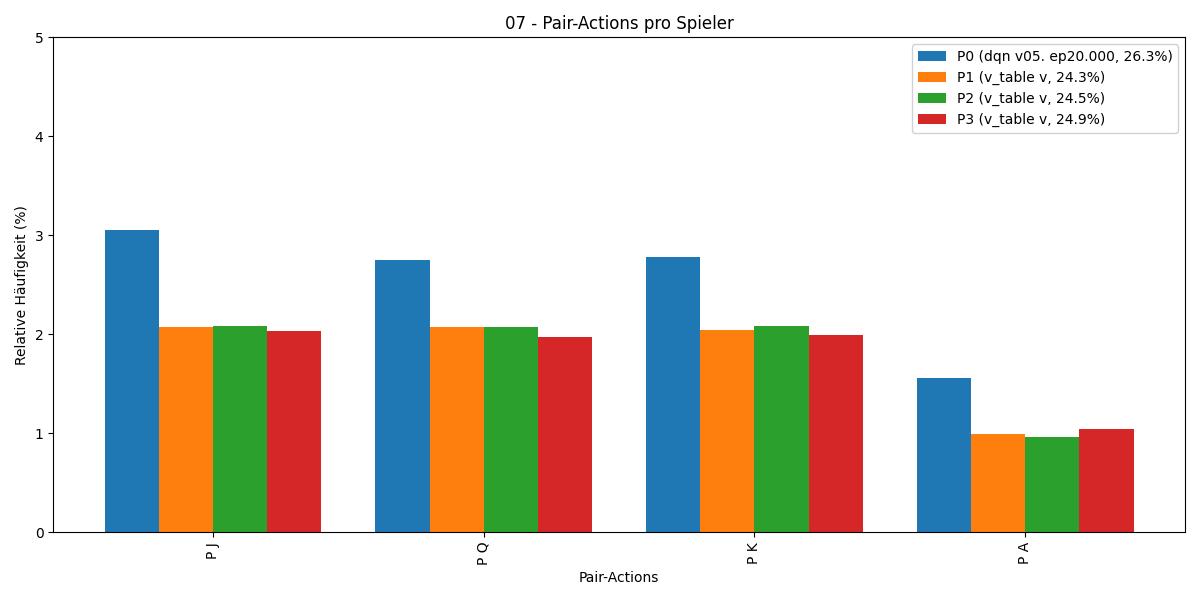 07 - Pair-Actions pro Spieler
P0 (dqn v05. ep20.000, 26.3%)
P1 (v_table v, 24.3%)
P2 (v_table v, 24.5%)
P3 (v_table v, 24.9%)
Relative Häufigkeit (%)
5
4
3
2
1
0
P J
P Q
P K
P A
Pair-Actions